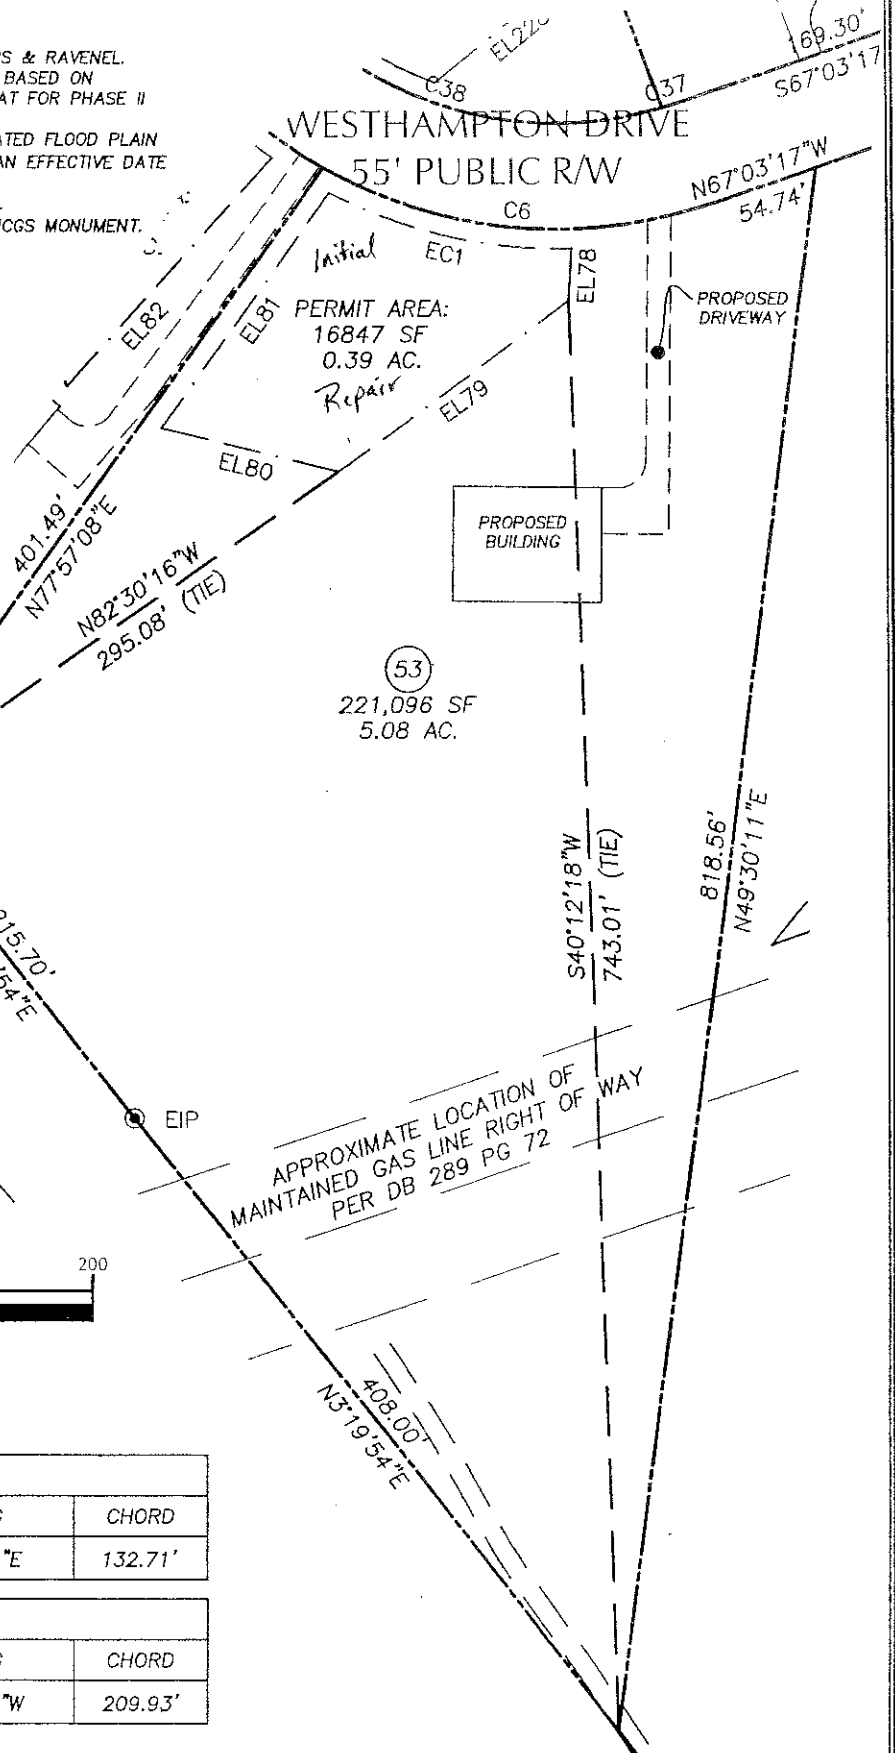 S & RAVENEL.
BASED ON
AT FOR PHASE II
ATED FLOOD PLAIN
AN EFFECTIVE DATE
CGS MONUMENT.
C38
C37
169.30'
S67°03'17
WESTHAMPTON DRIVE
55' PUBLIC R/W
N67°03'17"W
54.74'
C6
EC1
EL78
Initial
PERMIT AREA:
16847 SF
0.39 AC.
Repair
EL81
EL82
EL79
EL80
PROPOSED
DRIVEWAY
401.49'
N77°57'08"E
N82°30'16"W
295.08' (TIE)
PROPOSED
BUILDING
53
221,096 SF
5.08 AC.
S40°12'18"W
743.01' (TIE)
818.56'
N49°30'11"E
215.70'
'54"E
EIP
APPROXIMATE LOCATION OF
MAINTAINED GAS LINE RIGHT OF WAY
PER DB 289 PG 72
200
408.00'
N3°19'54"E
CHORD
"E 132.71'
CHORD
"W 209.93'